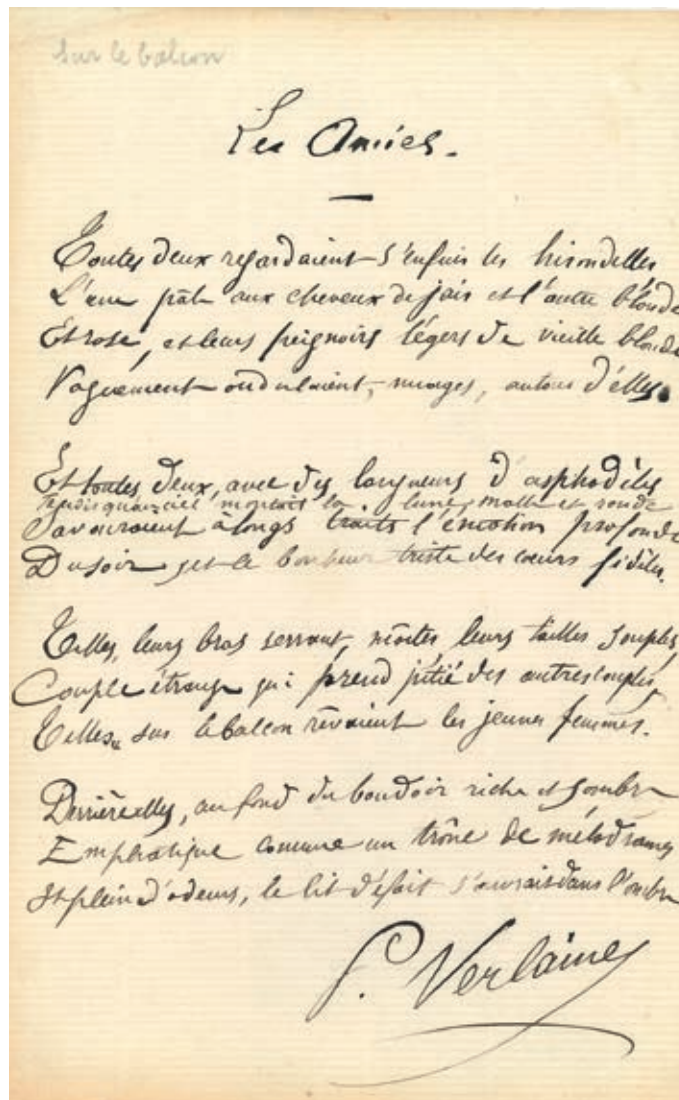 Sur le balcon
Les Amies.
Toutes deux regardaient s'enfuir les hirondelles
L'une pâle aux cheveux de jais et l'autre blonde
Et rose, et leurs peignoirs légers de vieille blonde
Vaguement ondulaient, nuages, autour d'elles.
Et toutes deux, avec des langueurs d'asphodèles
Tandis qu'au ciel montait la lune molle et ronde
Savouraient à longs traits l'émotion profonde
Du soir, et le bonheur triste des cœurs fidèles.
Telles, leurs bras serrant, moites, leurs tailles souples,
Couple étrange qui prend pitié des autres couples,
Telles, sur le balcon rêvaient les jeunes femmes.
Derrière elles, au fond du boudoir riche et sombre
Emphatique comme un trône de mélodrames
Et plein d'odeurs, le lit défait s'ouvrait dans l'ombre
P. Verlaine